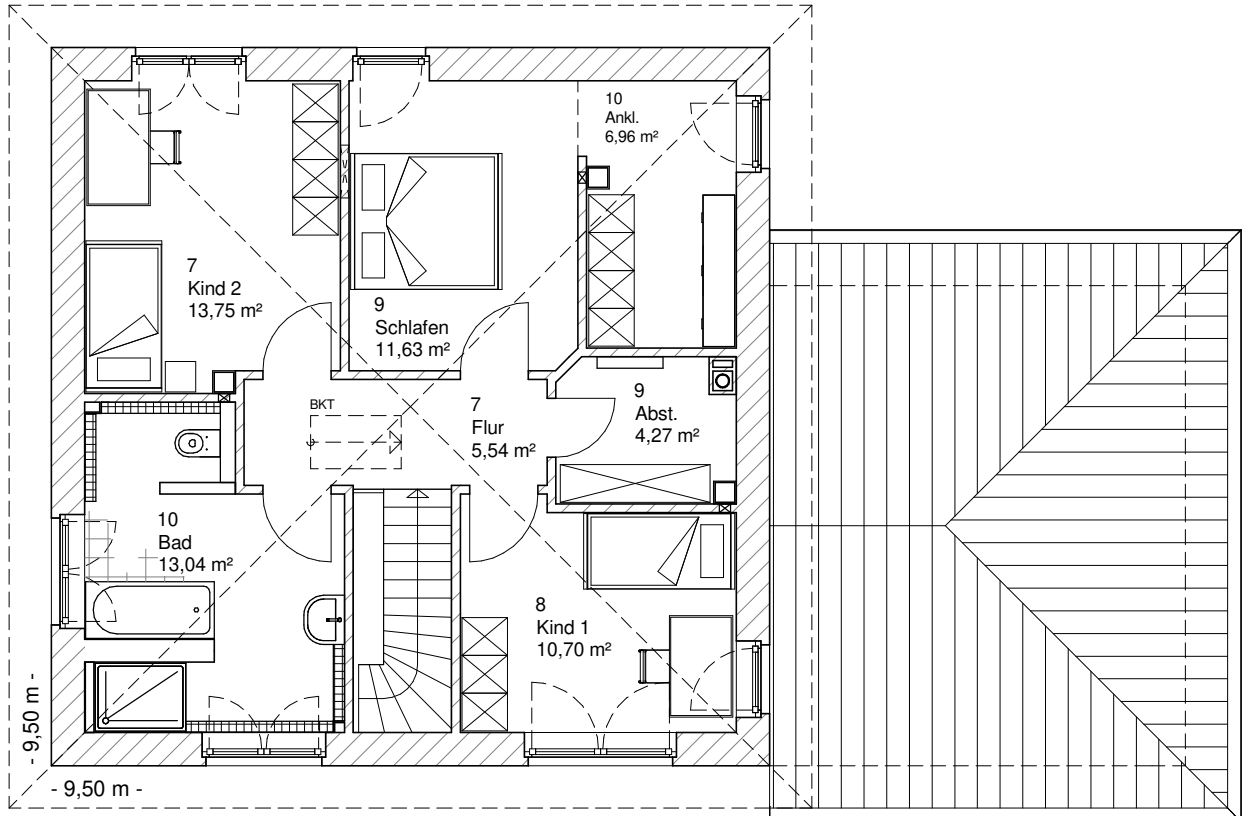 10
Ankl.
6,96 m²
7
Kind 2
13,75 m²
9
Schlafen
11,63 m²
BKT
7
Flur
5,54 m²
9
Abst.
4,27 m²
10
Bad
13,04 m²
8
Kind 1
10,70 m²
- 9,50 m -
- 9,50 m -